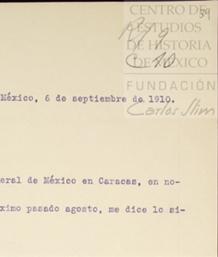 CENTRO DE
ESTUDIOS
DE HISTORIA
DE MÉXICO
FUNDACIÓN
Carlos Slim
México, 6 de septiembre de 1910.
eral de México en Caracas, en no-
ximo pasado agosto, me dice lo si-